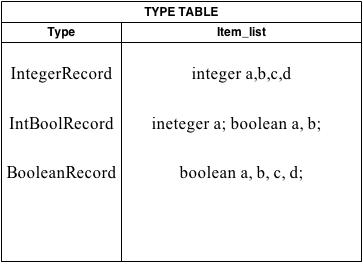 TYPE TABLE
Type Item_list
IntegerRecord integer a,b,c,d
IntBoolRecord ineteger a; boolean a, b;
BooleanRecord boolean a, b, c, d;